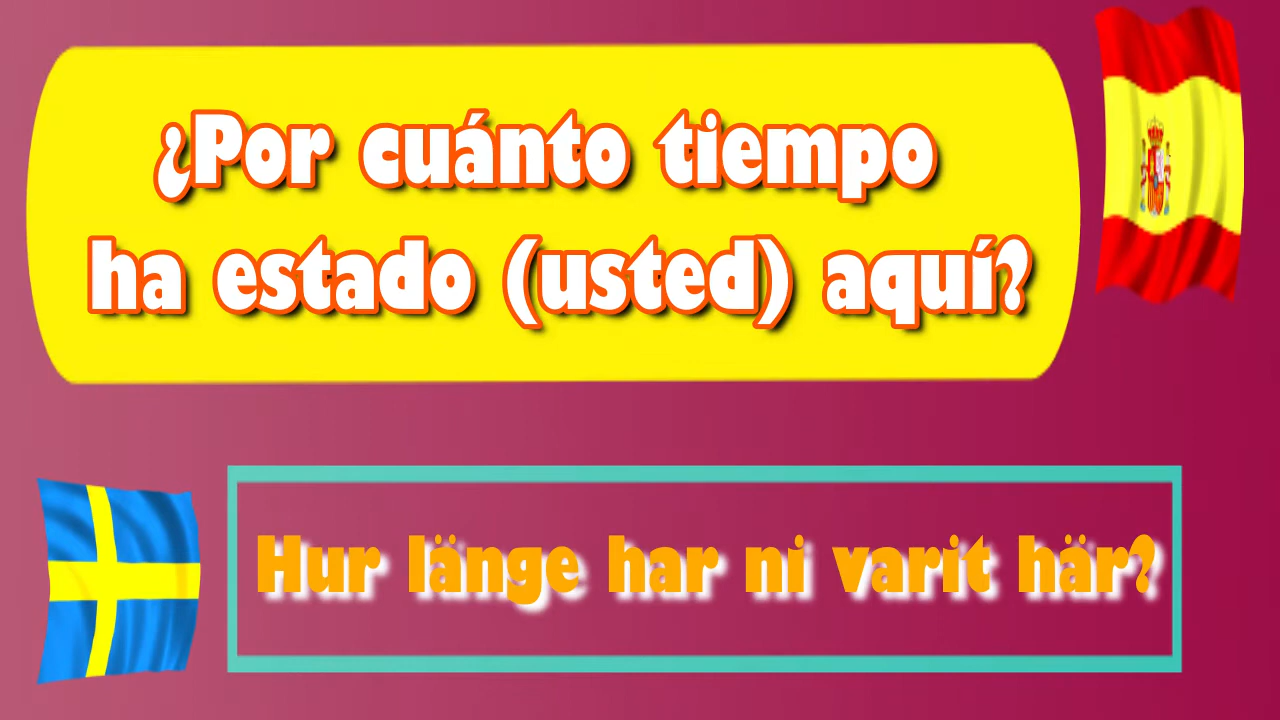 ¿Por cuánto tiempo
ha estado (usted) aquí?
Hur länge har ni varit här?